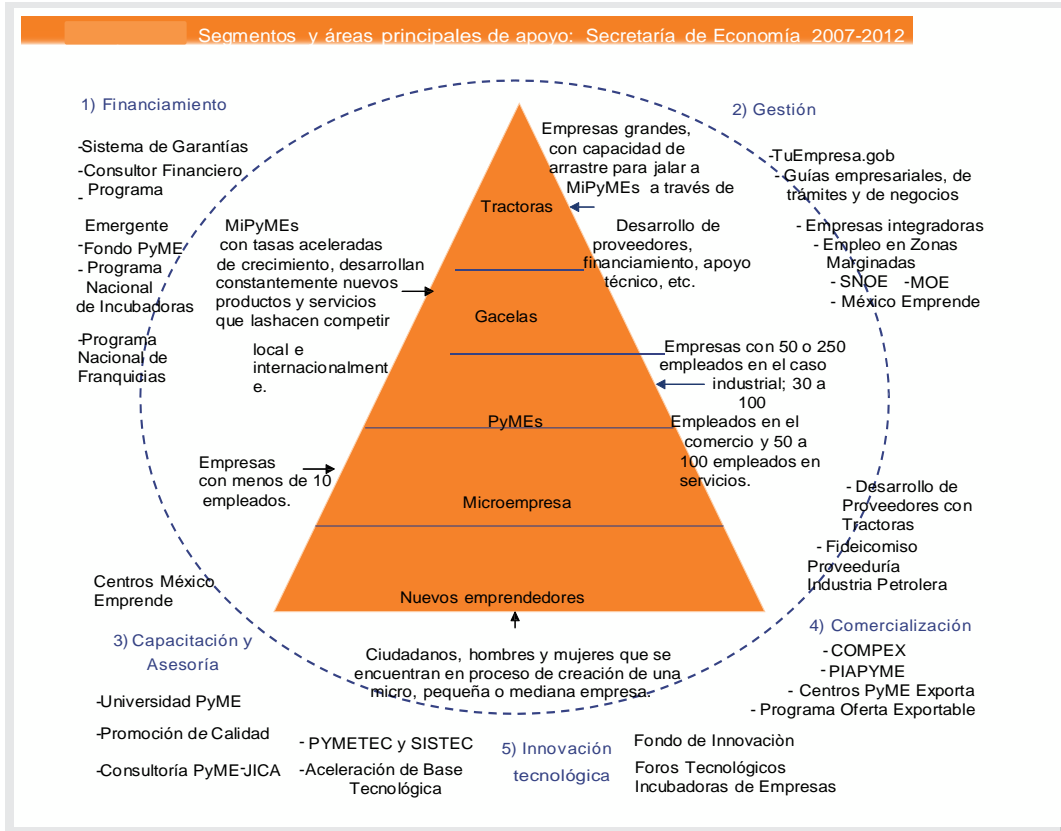 Segmentos y áreas principales de apoyo: Secretaría de Economía 2007-2012
1) Financiamiento
-Sistema de Garantías
-Consultor Financiero
Programa
-
Emergente
-Fondo PyME
- Programa
Nacional
de Incubadoras
-Programa
Nacional de
Franquicias
MiPyMEs
con tasas aceleradas
de crecimiento, desarrollan
constantemente nuevos
productos y servicios
que lashacen competir
local e
internacionalment
e.
Empresas
con menos de 10
empleados.
Tractoras
Gacelas
PyMEs
Microempresa
Nuevos emprendedores
Empresas grandes,
con capacidad de
arrastre para jalar a
MiPyMEs a través de
Desarrollo de
proveedores,
financiamiento, apoyo
técnico, etc.
Empresas con 50 o 250
empleados en el caso
industrial; 30 a
100
Empleados en el
comercio y 50 a
100 empleados en
servicios.
2) Gestión
-TuEmpresa.gob
- Guías empresariales, de
trámites y de negocios
- Empresas integradoras
- Empleo en Zonas
Marginadas
- SNOE -MOE
- México Emprende
- Desarrollo de
Proveedores con
Tractoras
- Fideicomiso
Proveeduría
Industria Petrolera
4) Comercialización
- COMPEX
- PIAPYME
- Centros PyME Exporta
- Programa Oferta Exportable
Centros México
Emprende
3) Capacitación y
Asesoría
-Universidad PyME
-Promoción de Calidad
-Consultoría PyME-JICA
Ciudadanos, hombres y mujeres que se
encuentran en proceso de creación de una
micro, pequeña o mediana empresa.
- PYMETEC y SISTEC
-Aceleración de Base
Tecnológica
5) Innovación
tecnológica
Fondo de Innovaciòn
Foros Tecnológicos
Incubadoras de Empresas